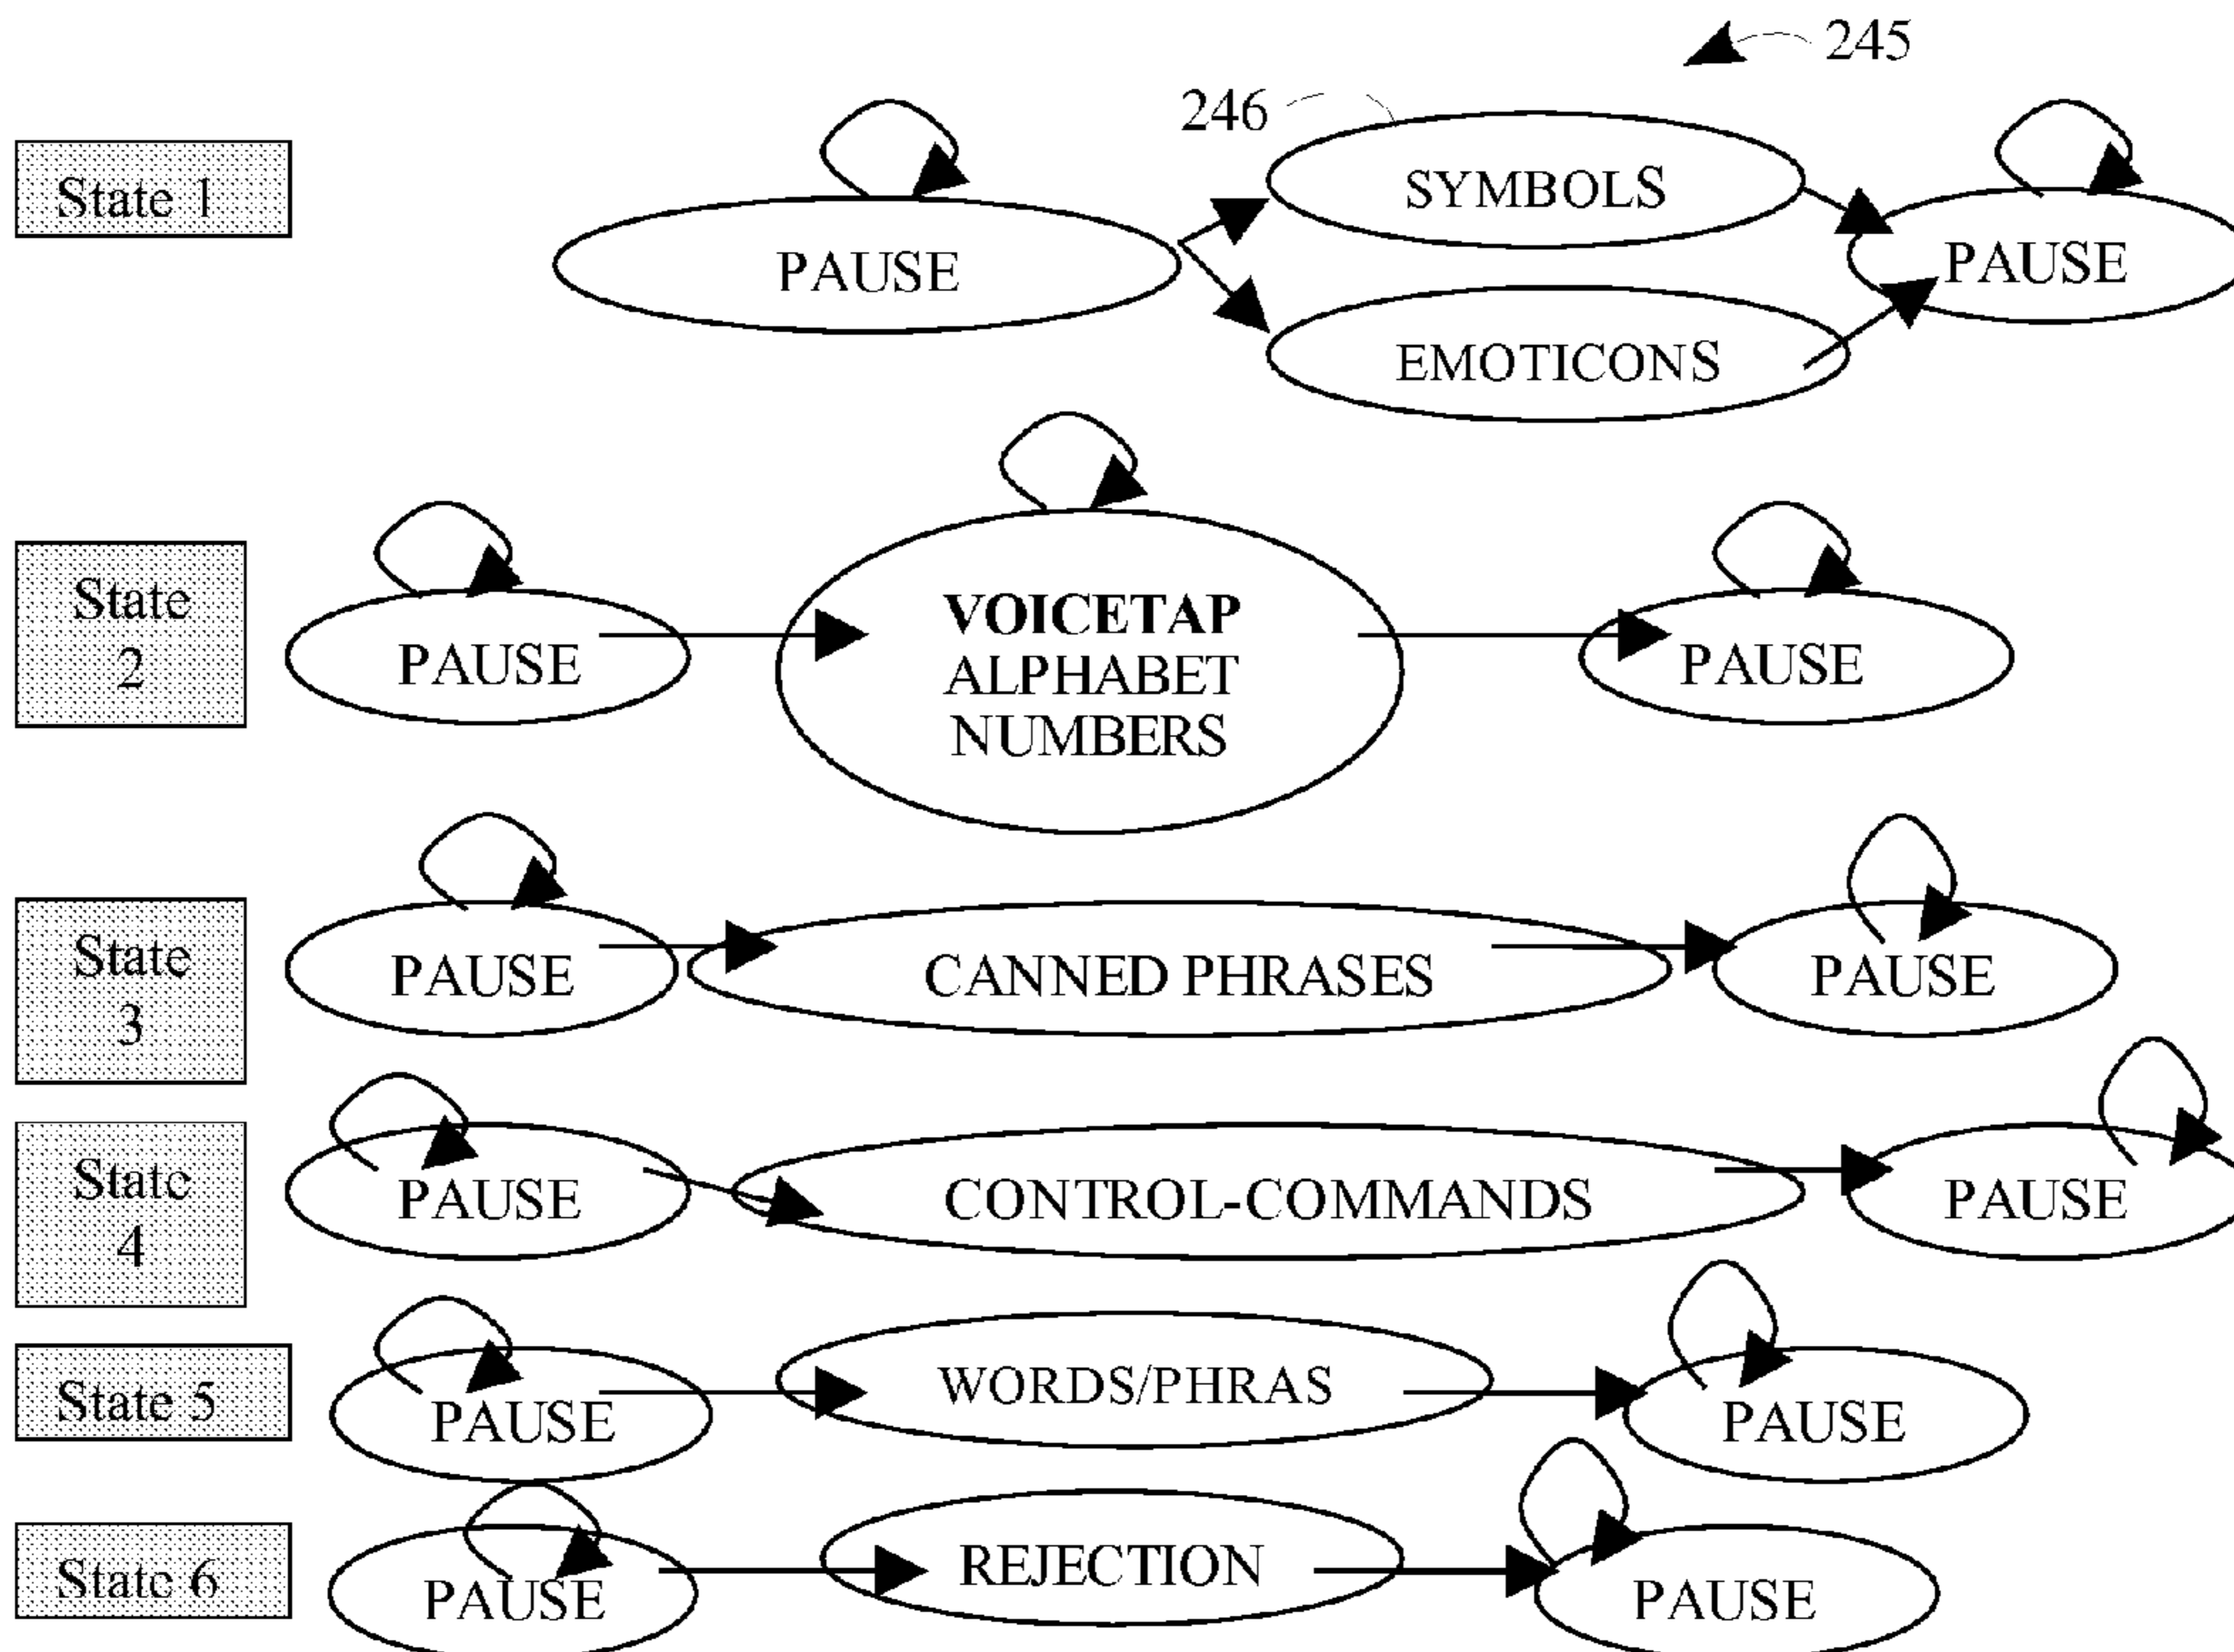 245
246
State 1
SYMBOLS
PAUSE
PAUSE
EMOTICONS
State
2
PAUSE
VOICETAP
ALPHABET
NUMBERS
PAUSE
State
3
PAUSE
CANNED PHRASES
PAUSE
State
4
PAUSE
CONTROL-COMMANDS
PAUSE
State 5
PAUSE
WORDS/PHRAS
PAUSE
State 6
PAUSE
REJECTION
PAUSE